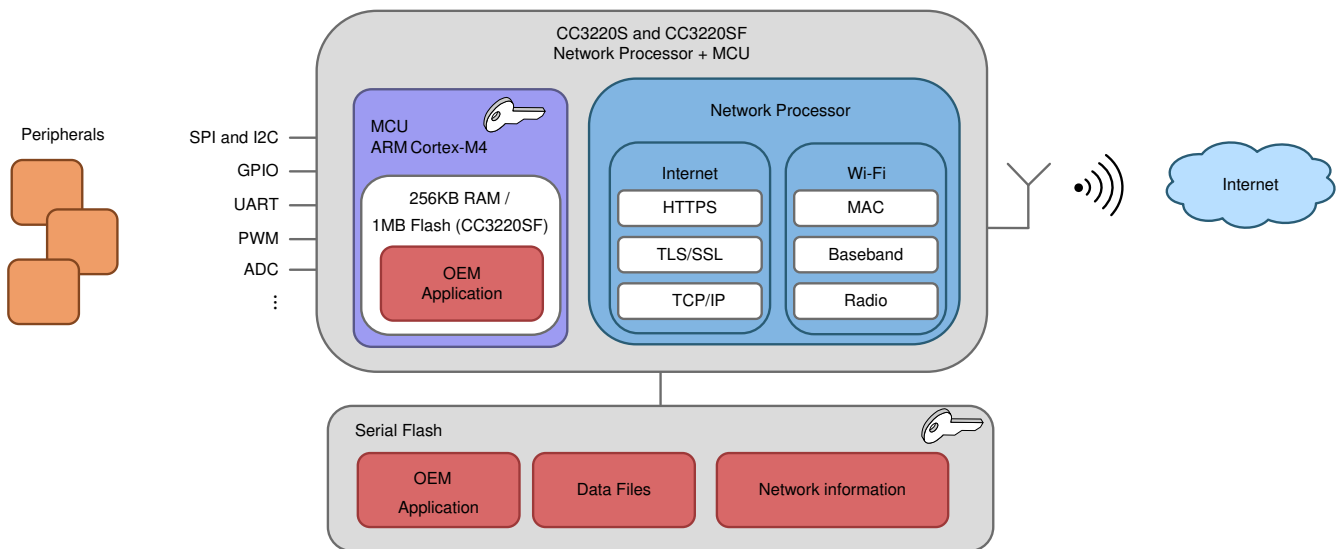 CC3220S and CC3220SF
Network Processor + MCU
Peripherals
SPI and I2C
GPIO
UART
PWM
ADC
⋮
MCU
ARM Cortex-M4
256KB RAM /
1MB Flash (CC3220SF)
OEM
Application
Network Processor
Internet
HTTPS
TLS/SSL
TCP/IP
Wi-Fi
MAC
Baseband
Radio
Internet
Serial Flash
OEM
Application
Data Files
Network information